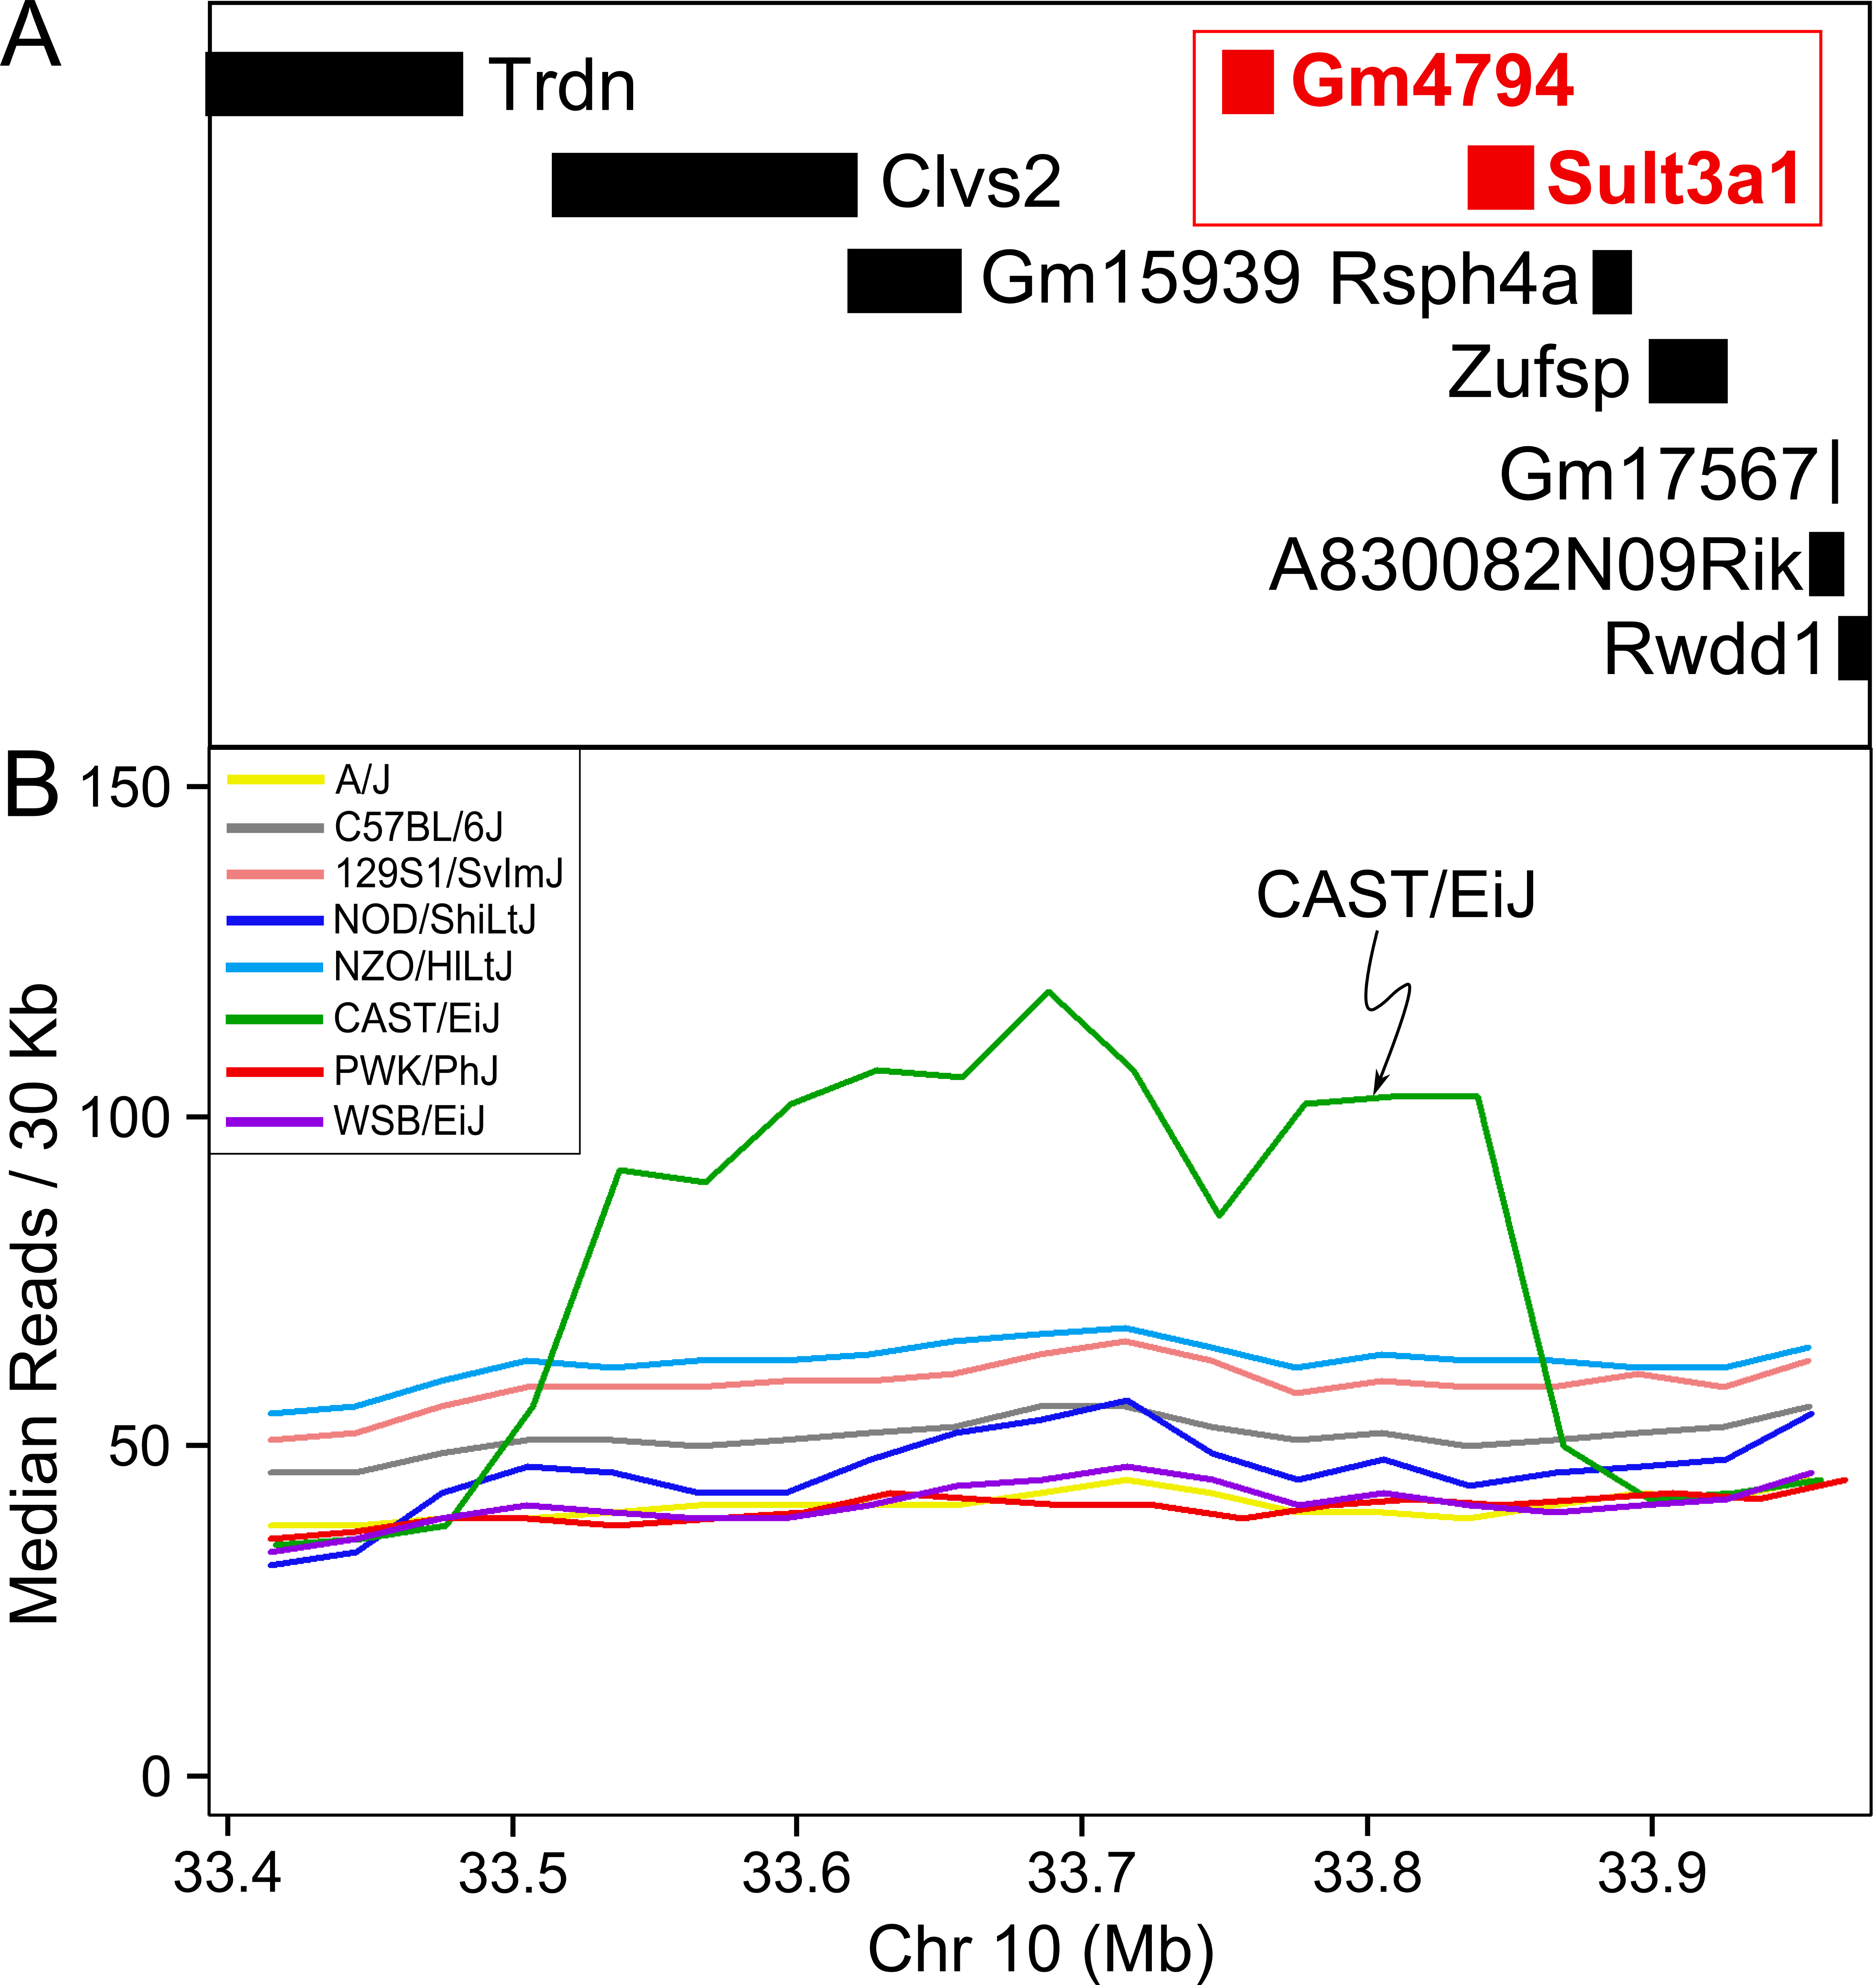 A
Trdn
Gm4794
Clvs2
Sult3a1
Gm15939
Rsph4a
Zufsp
Gm17567
A830082N09Rik
Rwdd1
B
150
100
50
0
Median Reads / 30 Kb
A/J
C57BL/6J
129S1/SvImJ
NOD/ShiLtJ
NZO/HlLtJ
CAST/EiJ
PWK/PhJ
WSB/EiJ
CAST/EiJ
33.4 33.5 33.6 33.7 33.8 33.9
Chr 10 (Mb)